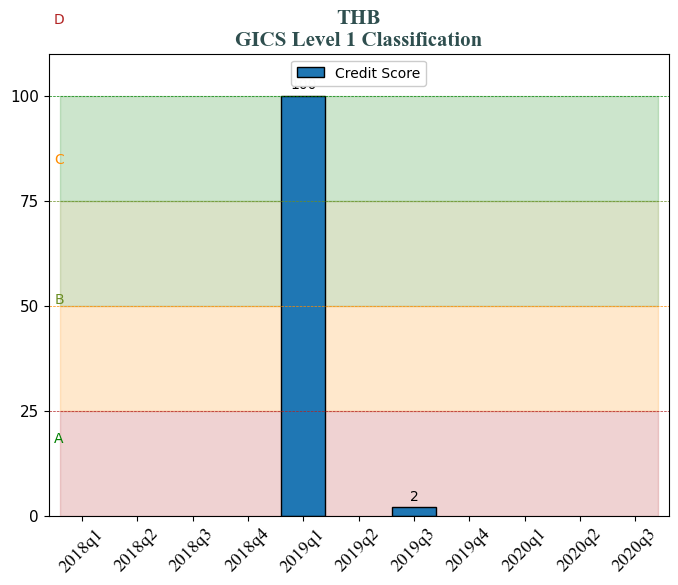 D
THB
GICS Level 1 Classification
Credit Score
100
100
C
75
B
50
25
A
2
0
2018q1
2018q2
2018q3
2018q4
2019q1
2019q2
2019q3
2019q4
2020q1
2020q2
2020q3